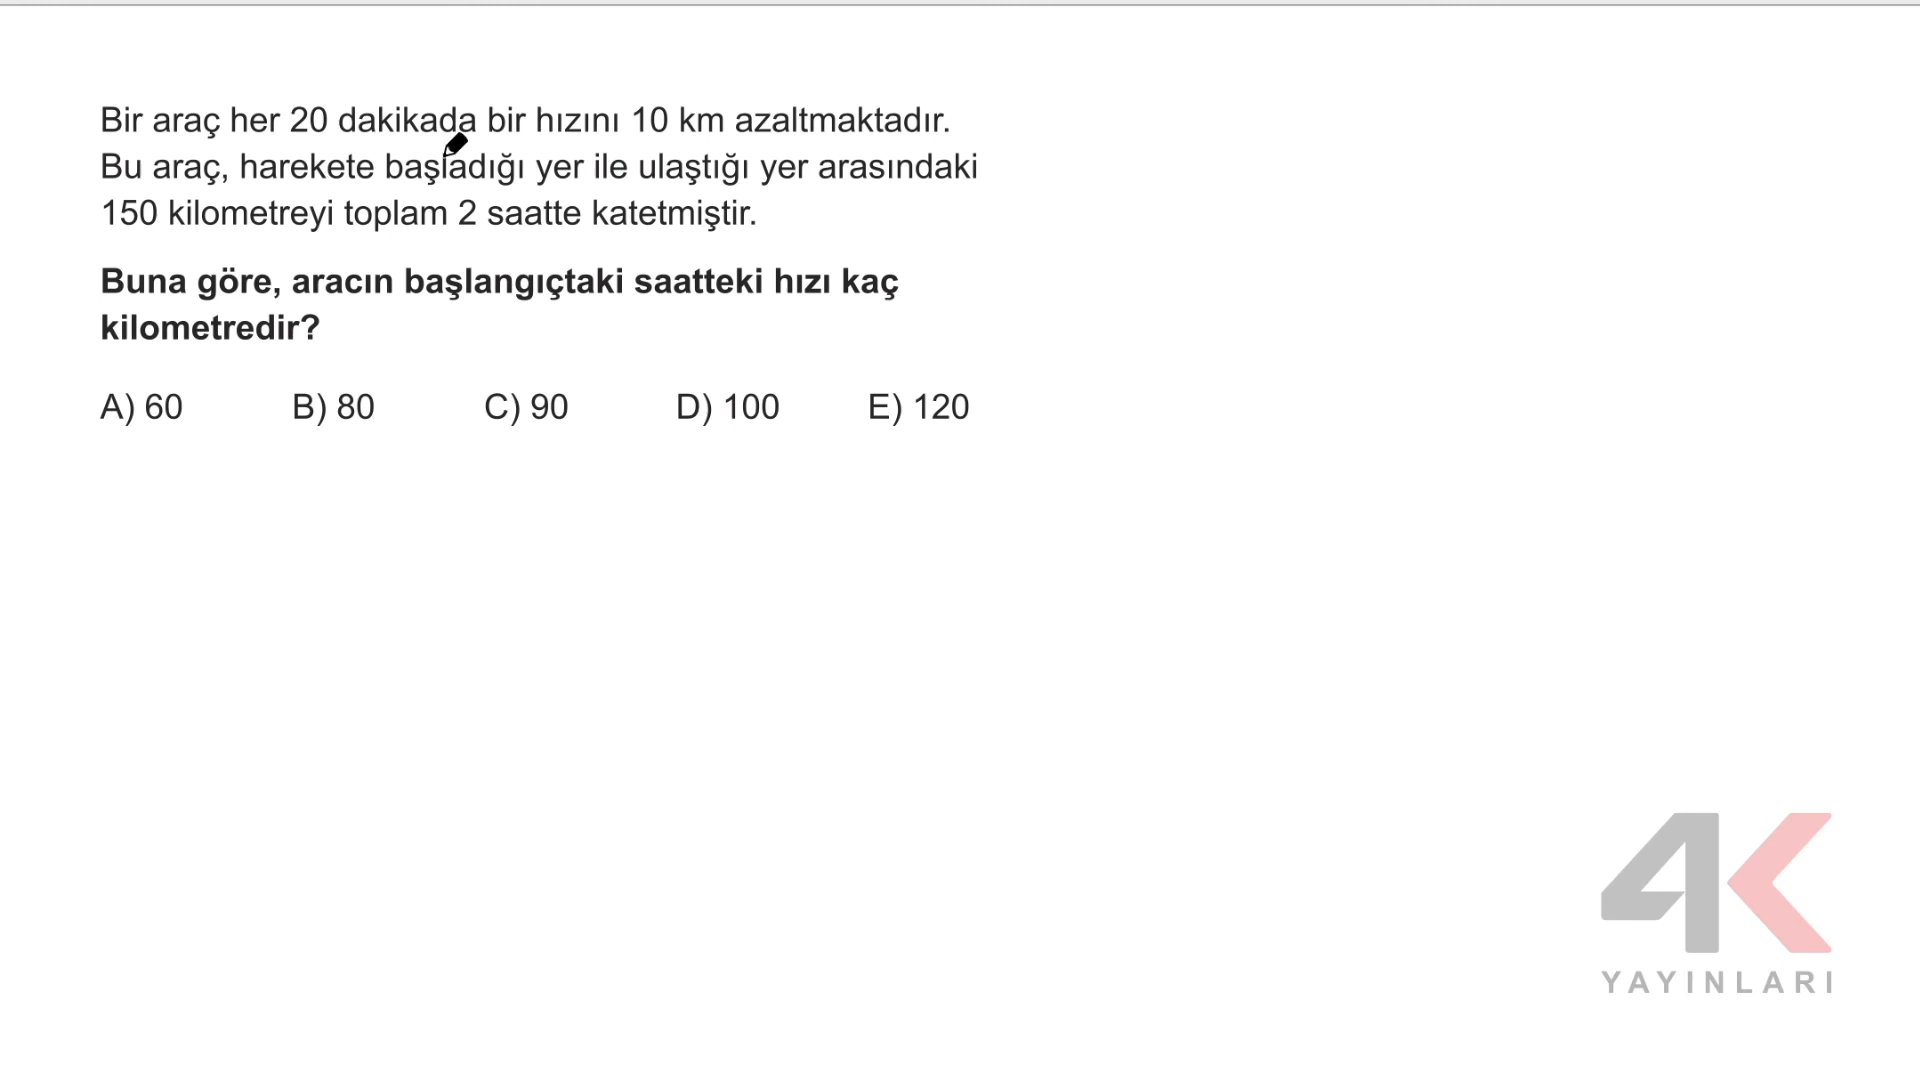 Bir araç her 20 dakikada bir hızını 10 km azaltmaktadır.
Bu araç, harekete başladığı yer ile ulaştığı yer arasındaki
150 kilometreyi toplam 2 saatte katetmiştir.
Buna göre, aracın başlangıçtaki saatteki hızı kaç
kilometredir?
A) 60 B) 80 C) 90 D) 100 E) 120
4K
YAYINLARI